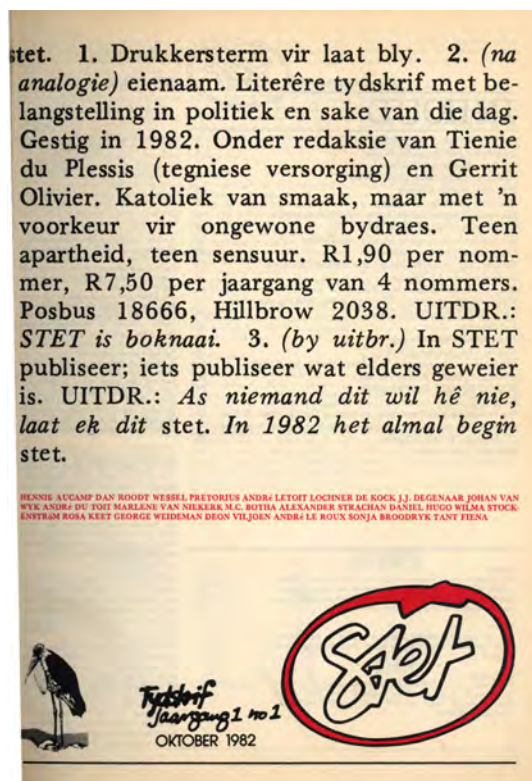 stet. 1. Drukkersterm vir laat bly. 2. (na
analogie) eienaam. Literêre tydskrif met be-
langstelling in politiek en sake van die dag.
Gestig in 1982. Onder redaksie van Tienie
du Plessis (tegniese versorging) en Gerrit
Olivier. Katoliek van smaak, maar met 'n
voorkeur vir ongewone bydraes. Teen
apartheid, teen sensuur. R1,90 per nom-
mer, R7,50 per jaargang van 4 nommers.
Posbus 18666, Hillbrow 2038. UITDR.:
STET is boknaai. 3. (by uitbr.) In STET
publiseer; iets publiseer wat elders geweier
is. UITDR.: As niemand dit wil hê nie,
laat ek dit stet. In 1982 het almal begin
stet.
HENNIE AUCAMP DAN ROODT WESSEL PRETORIUS ANDRé LETOIT LOCHNER DE KOCK J.J. DEGENAAR JOHAN VAN
WYK ANDRé DU TOIT MARLENE VAN NIEKERK M.C. BOTHA ALEXANDER STRACHAN DANIEL HUGO WILMA STOCK-
ENSTRöM ROSA KEET GEORGE WEIDEMAN DEON VILJOEN ANDRé LE ROUX SONJA BROODRYK TANT FIENA
Stet
Tydskrif
Jaargang 1 no 1
OKTOBER 1982